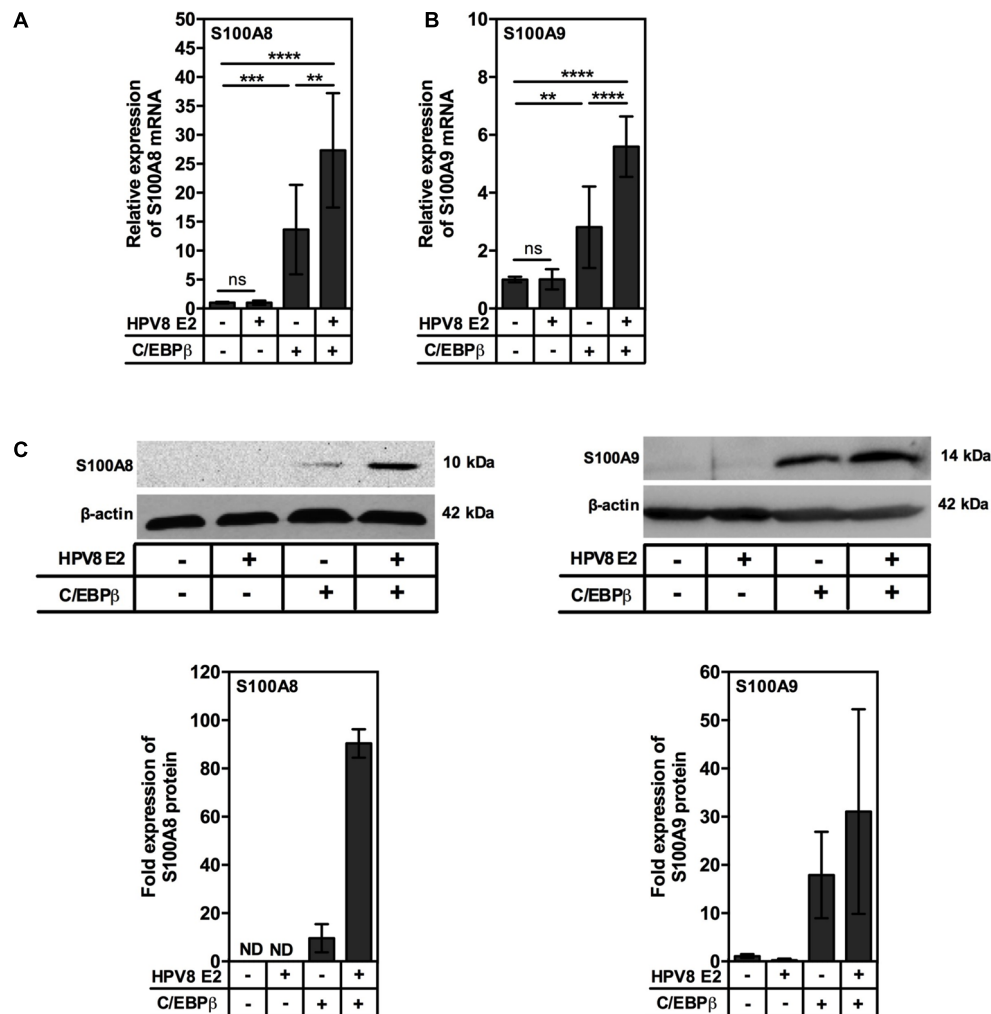 A
S100A8
Relative expression
of S100A8 mRNA
50
45
40
35
30
25
20
15
10
5
0
****
*** **
ns
HPV8 E2 - + - +
C/EBPβ - - + +
B
S100A9
Relative expression
of S100A9 mRNA
10
8
6
4
2
0
****
** ****
ns
HPV8 E2 - + - +
C/EBPβ - - + +
C
S100A8 10 kDa
β-actin 42 kDa
HPV8 E2 - + - +
C/EBPβ - - + +
S100A9 14 kDa
β-actin 42 kDa
HPV8 E2 - + - +
C/EBPβ - - + +
S100A8
Fold expression of
S100A8 protein
120
100
80
60
40
20
0
ND ND
HPV8 E2 - + - +
C/EBPβ - - + +
S100A9
Fold expression of
S100A9 protein
60
50
40
30
20
10
0
HPV8 E2 - + - +
C/EBPβ - - + +